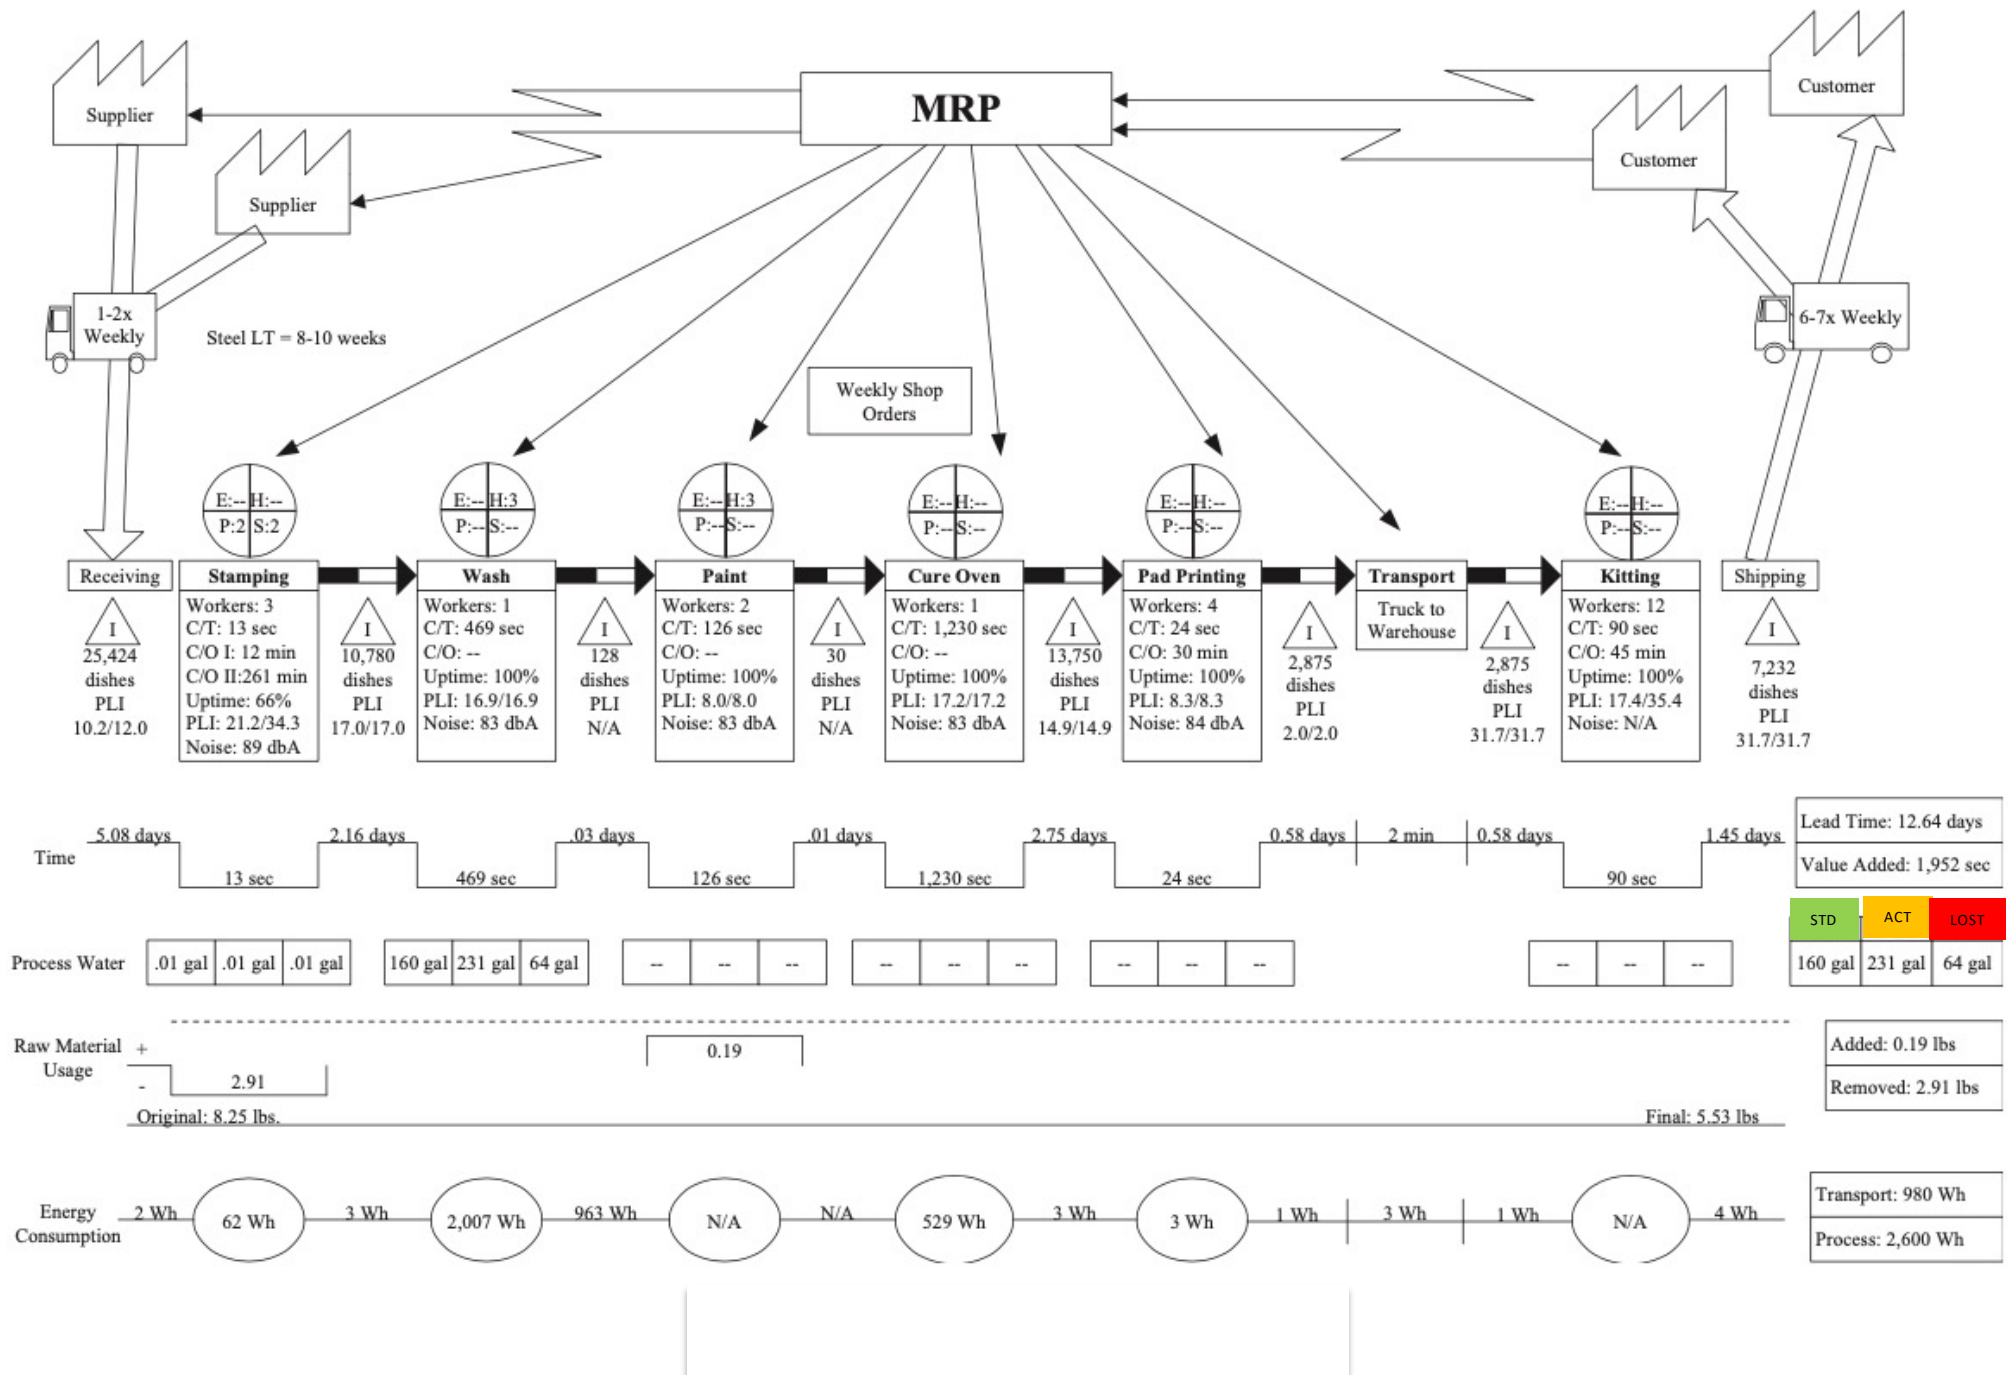 MRP
Supplier
Supplier
Customer
Customer
1-2x
Weekly
6-7x Weekly
Steel LT = 8-10 weeks
Weekly Shop
Orders
E:-- H:--
P:2 S:2
E:-- H:3
P:-- S:--
E:-- H:3
P:-- S:--
E:-- H:--
P:-- S:--
E:-- H:--
P:-- S:--
E:-- H:--
P:-- S:--
Receiving
I
25,424
dishes
PLI
10.2/12.0
Stamping
Workers: 3
C/T: 13 sec
C/O I: 12 min
C/O II:261 min
Uptime: 66%
PLI: 21.2/34.3
Noise: 89 dbA
I
10,780
dishes
PLI
17.0/17.0
Wash
Workers: 1
C/T: 469 sec
C/O: --
Uptime: 100%
PLI: 16.9/16.9
Noise: 83 dbA
I
128
dishes
PLI
N/A
Paint
Workers: 2
C/T: 126 sec
C/O: --
Uptime: 100%
PLI: 8.0/8.0
Noise: 83 dbA
I
30
dishes
PLI
N/A
Cure Oven
Workers: 1
C/T: 1,230 sec
C/O: --
Uptime: 100%
PLI: 17.2/17.2
Noise: 83 dbA
I
13,750
dishes
PLI
14.9/14.9
Pad Printing
Workers: 4
C/T: 24 sec
C/O: 30 min
Uptime: 100%
PLI: 8.3/8.3
Noise: 84 dbA
I
2,875
dishes
PLI
2.0/2.0
Transport
Truck to
Warehouse
I
2,875
dishes
PLI
31.7/31.7
Kitting
Workers: 12
C/T: 90 sec
C/O: 45 min
Uptime: 100%
PLI: 17.4/35.4
Noise: N/A
Shipping
I
7,232
dishes
PLI
31.7/31.7
Time
5.08 days 2.16 days .03 days .01 days 2.75 days 0.58 days 2 min 0.58 days 1.45 days
13 sec 469 sec 126 sec 1,230 sec 24 sec 90 sec
Lead Time: 12.64 days
Value Added: 1,952 sec
STD ACT LOST
Process Water .01 gal .01 gal .01 gal 160 gal 231 gal 64 gal -- -- -- -- -- -- -- -- -- -- -- -- 160 gal 231 gal 64 gal
Raw Material
Usage
+
-
2.91
0.19
Added: 0.19 lbs
Removed: 2.91 lbs
Original: 8.25 lbs.
Final: 5.53 lbs
Energy
Consumption
2 Wh 62 Wh 3 Wh 2,007 Wh 963 Wh N/A N/A 529 Wh 3 Wh 3 Wh 1 Wh 3 Wh 1 Wh N/A 4 Wh
Transport: 980 Wh
Process: 2,600 Wh